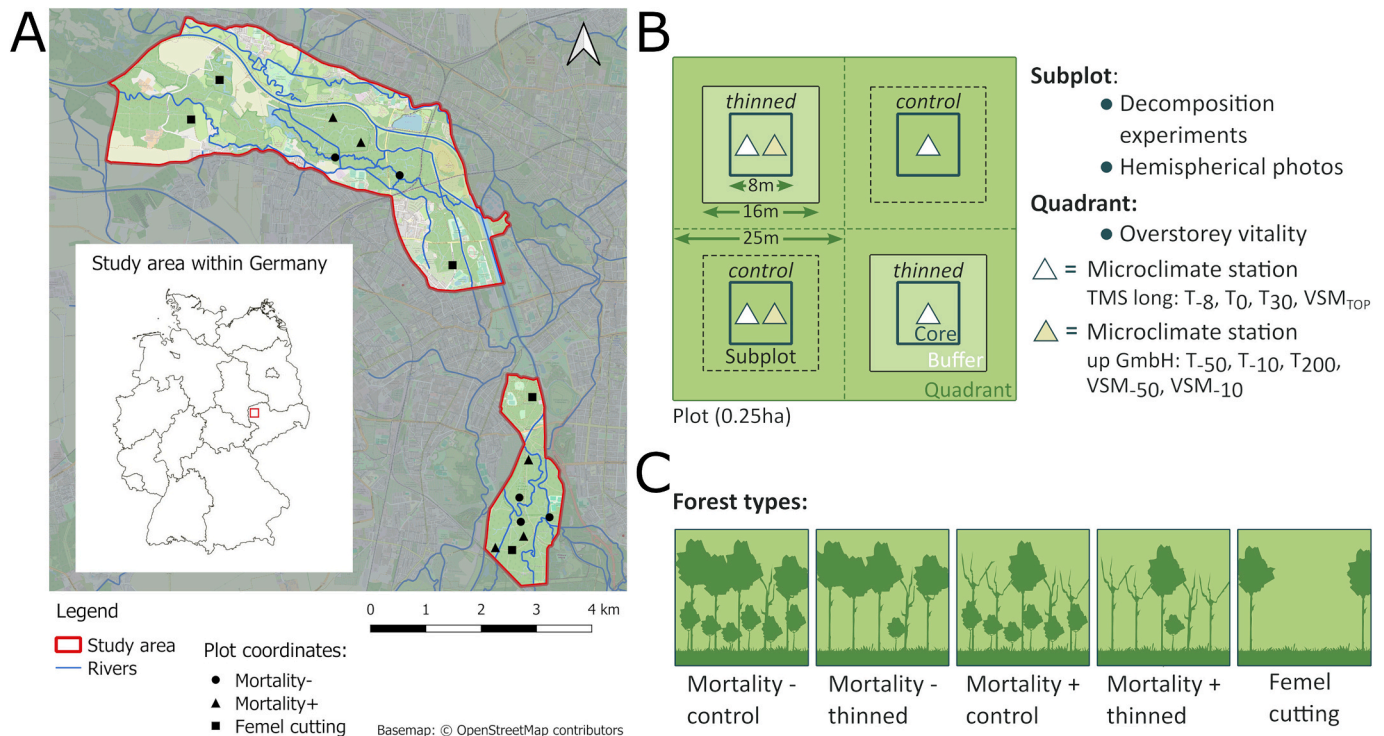 A
Study area within Germany
Legend
Study area
Rivers
Plot coordinates:
Mortality-
Mortality+
Femel cutting
0 1 2 3 4 km
Basemap: © OpenStreetMap contributors
B
thinned
control
8m
16m
25m
control
thinned
Subplot
Core
Buffer
Quadrant
Plot (0.25ha)
Subplot:
● Decomposition
experiments
● Hemispherical photos
Quadrant:
● Overstorey vitality
= Microclimate station
TMS long: T-8, T0, T30, VSMTOP
= Microclimate station
up GmbH: T-50, T-10, T200,
VSM-50, VSM-10
C
Forest types:
Mortality -
control
Mortality -
thinned
Mortality +
control
Mortality +
thinned
Femel
cutting